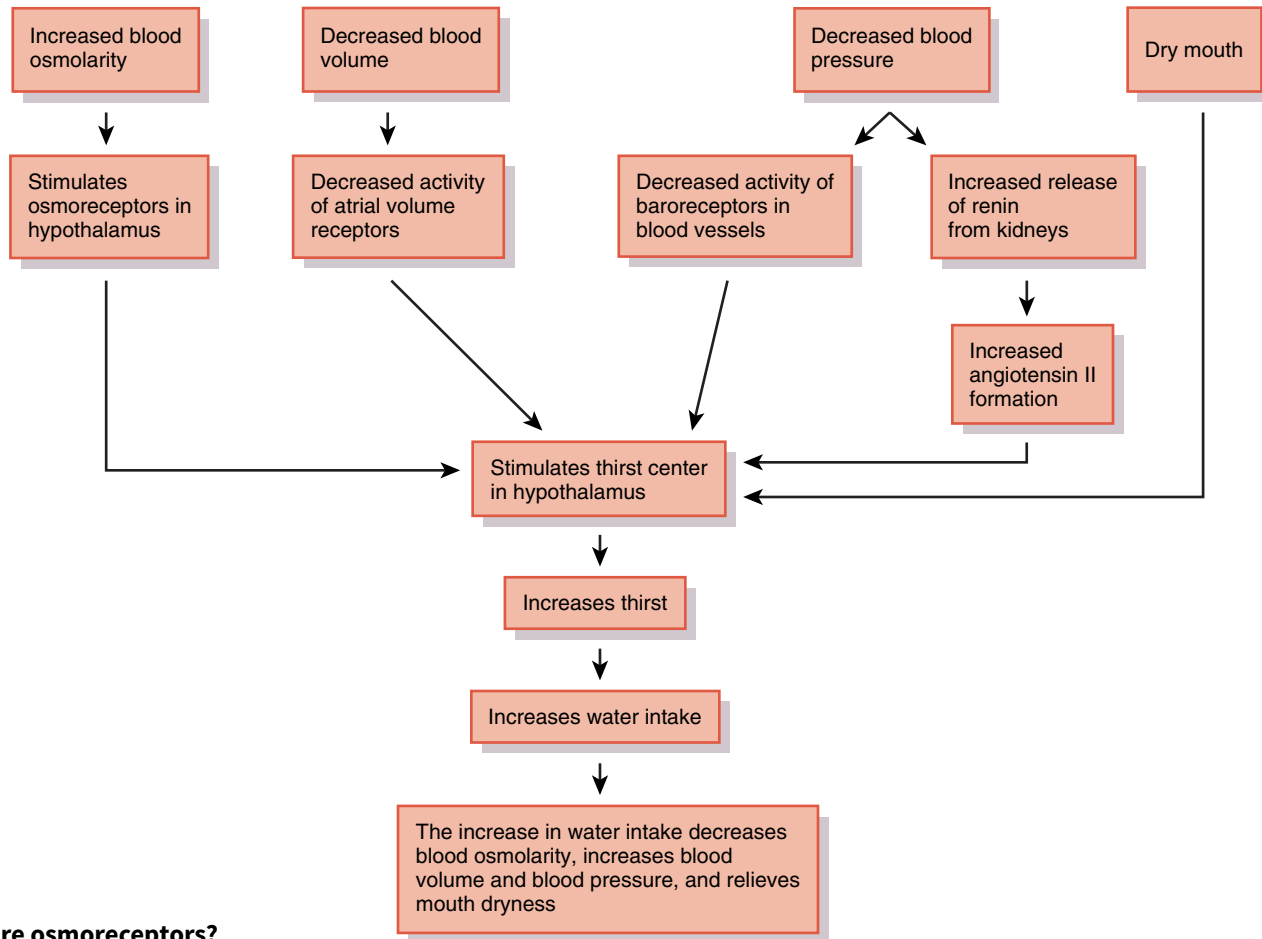 Increased blood
osmolarity
Decreased blood
volume
Decreased blood
pressure
Dry mouth
Stimulates
osmoreceptors in
hypothalamus
Decreased activity
of atrial volume
receptors
Decreased activity of
baroreceptors in
blood vessels
Increased release
of renin
from kidneys
Increased
angiotensin II
formation
Stimulates thirst center
in hypothalamus
Increases thirst
Increases water intake
The increase in water intake decreases
blood osmolarity, increases blood
volume and blood pressure, and relieves
mouth dryness
osmoreceptors?